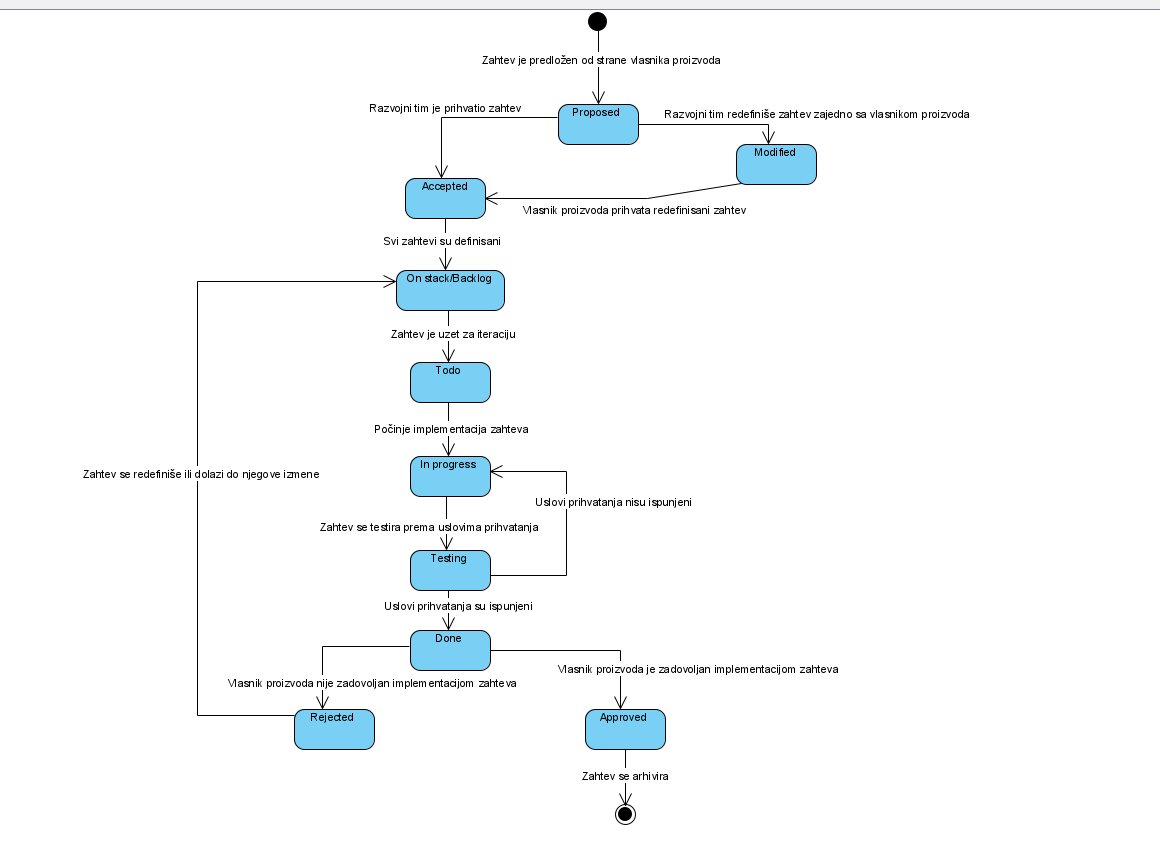 Zahtev je predložen od strane vlasnika proizvoda
Proposed
Razvojni tim je prihvatio zahtev
Razvojni tim redefiniše zahtev zajedno sa vlasnikom proizvoda
Modified
Accepted
Vlasnik proizvoda prihvata redefinisani zahtev
Svi zahtevi su definisani
On stack/Backlog
Zahtev je uzet za iteraciju
Todo
Počinje implementacija zahteva
In progress
Zahtev se redefiniše ili dolazi do njegove izmene
Uslovi prihvatanja nisu ispunjeni
Zahtev se testira prema uslovima prihvatanja
Testing
Uslovi prihvatanja su ispunjeni
Done
Vlasnik proizvoda nije zadovoljan implementacijom zahteva
Vlasnik proizvoda je zadovoljan implementacijom zahteva
Rejected
Approved
Zahtev se arhivira